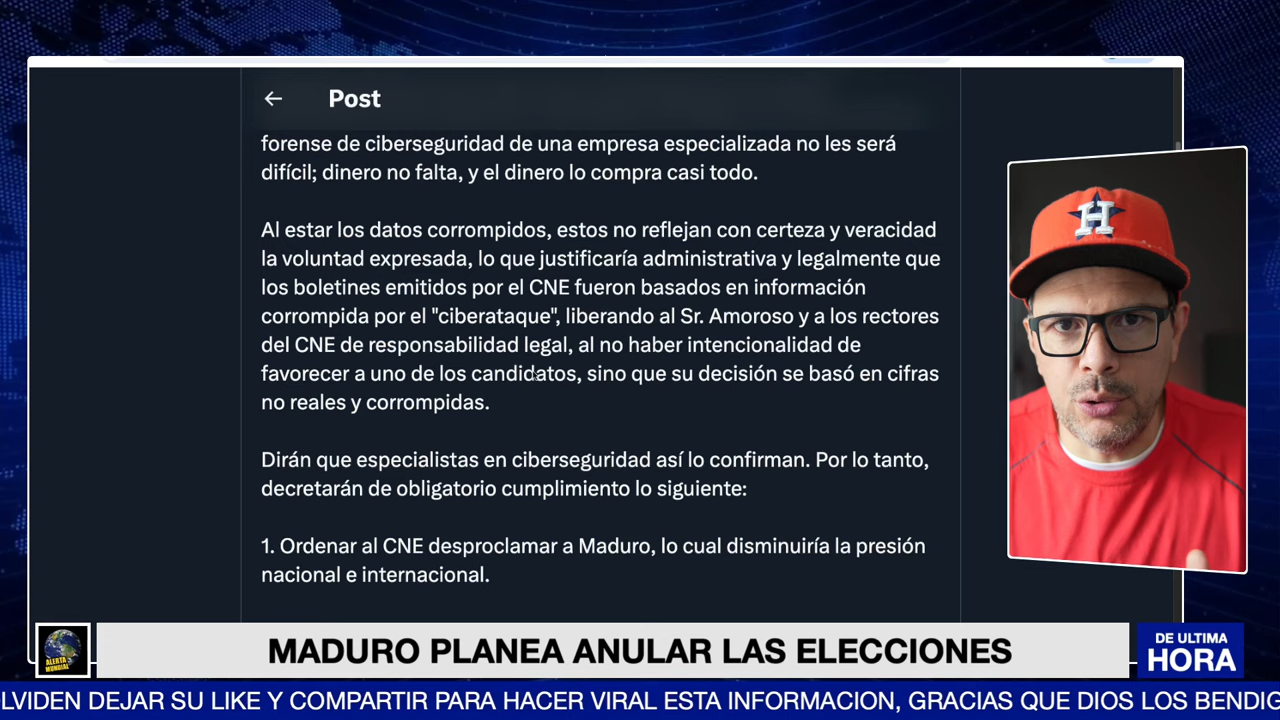 Post
forense de ciberseguridad de una empresa especializada no les será
difícil; dinero no falta, y el dinero lo compra casi todo.
Al estar los datos corrompidos, estos no reflejan con certeza y veracidad
la voluntad expresada, lo que justificaría administrativa y legalmente que
los boletines emitidos por el CNE fueron basados en información
corrompida por el "ciberataque", liberando al Sr. Amoroso y a los rectores
del CNE de responsabilidad legal, al no haber intencionalidad de
favorecer a uno de los candidatos, sino que su decisión se basó en cifras
no reales y corrompidas.
Dirán que especialistas en ciberseguridad así lo confirman. Por lo tanto,
decretarán de obligatorio cumplimiento lo siguiente:
1. Ordenar al CNE desproclamar a Maduro, lo cual disminuiría la presión
nacional e internacional.
H
ALERTA
MUNDIAL
MADURO PLANEA ANULAR LAS ELECCIONES
DE ULTIMA
HORA
OLVIDEN DEJAR SU LIKE Y COMPARTIR PARA HACER VIRAL ESTA INFORMACION, GRACIAS QUE DIOS LOS BENDIC